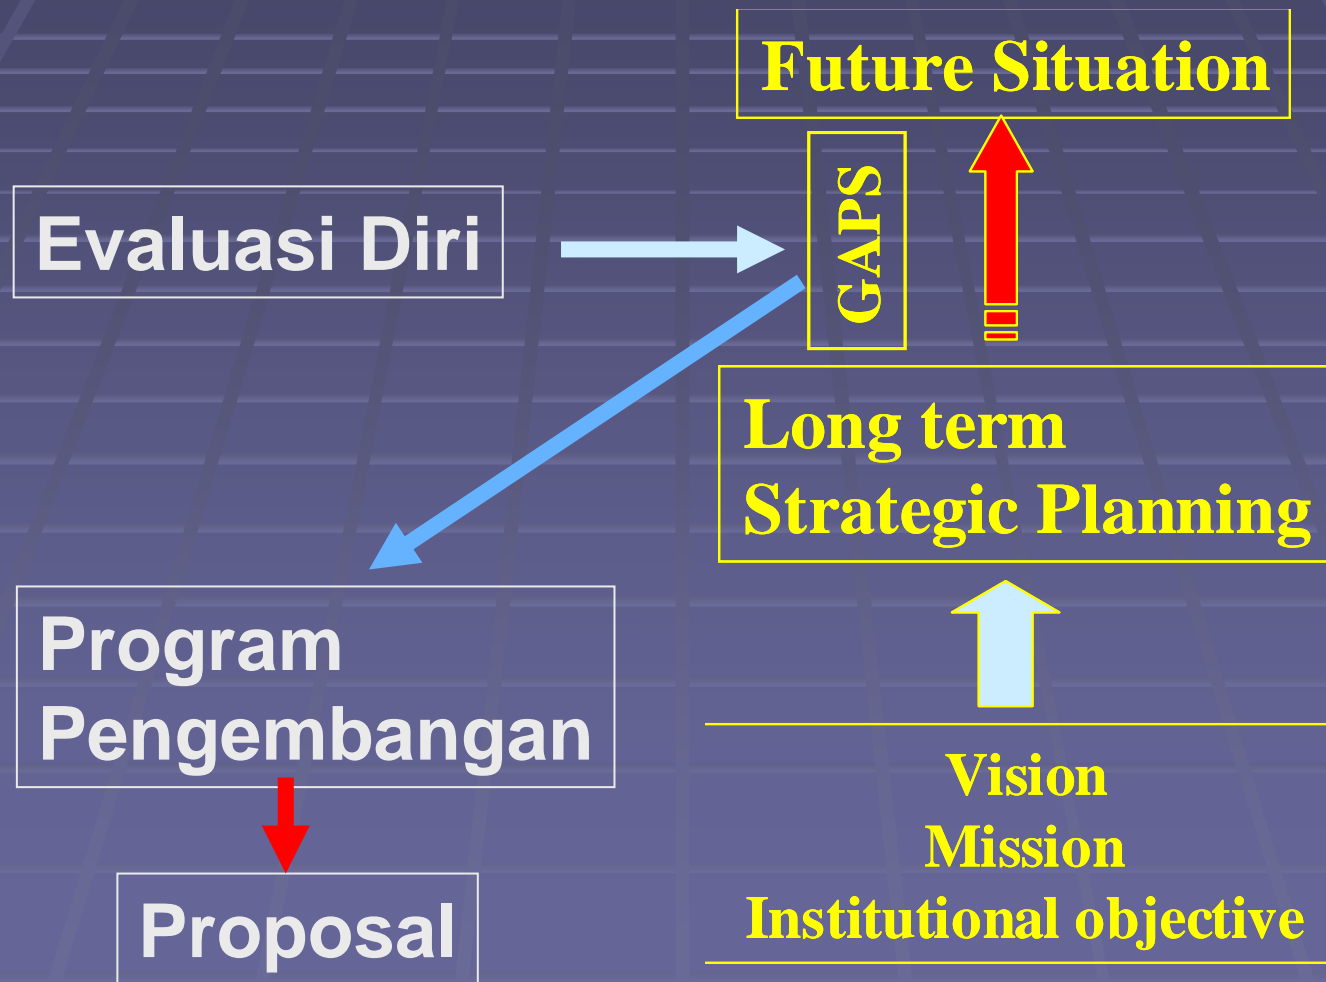 Future Situation
GAPS
Evaluasi Diri
Long term
Strategic Planning
Program
Pengembangan
Vision
Mission
Institutional objective
Proposal